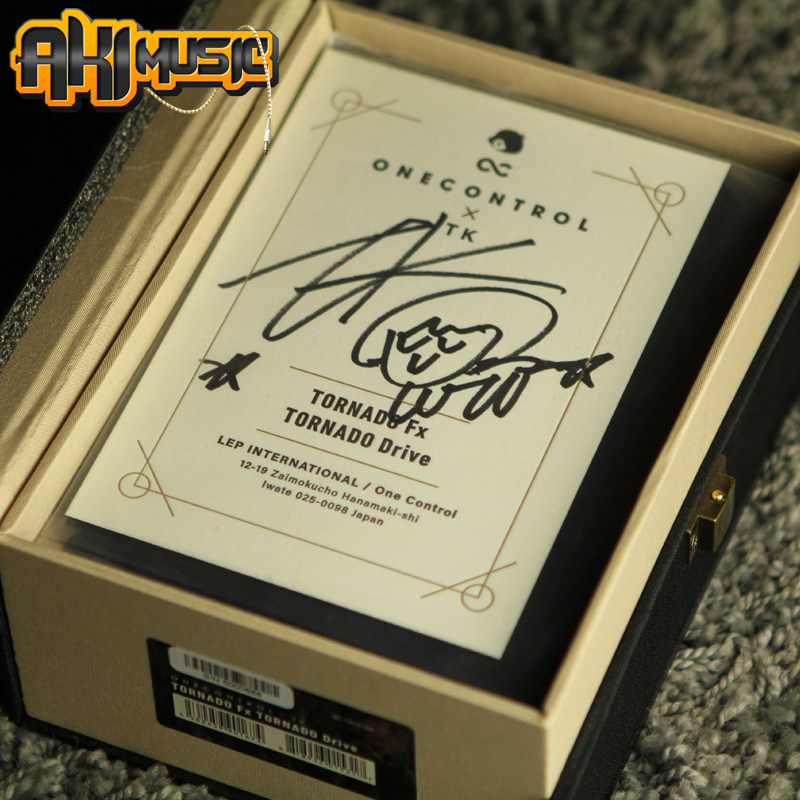 AKI MUSIC
ONECONTROL
×
TK
TORNADO Fx
TORNADO Drive
LEP INTERNATIONAL / One Control
12-19 Zaimokucho Hanamaki-shi
Iwate 025-0098 Japan
ONECONTROL
TORNADO Fx TORNADO Drive